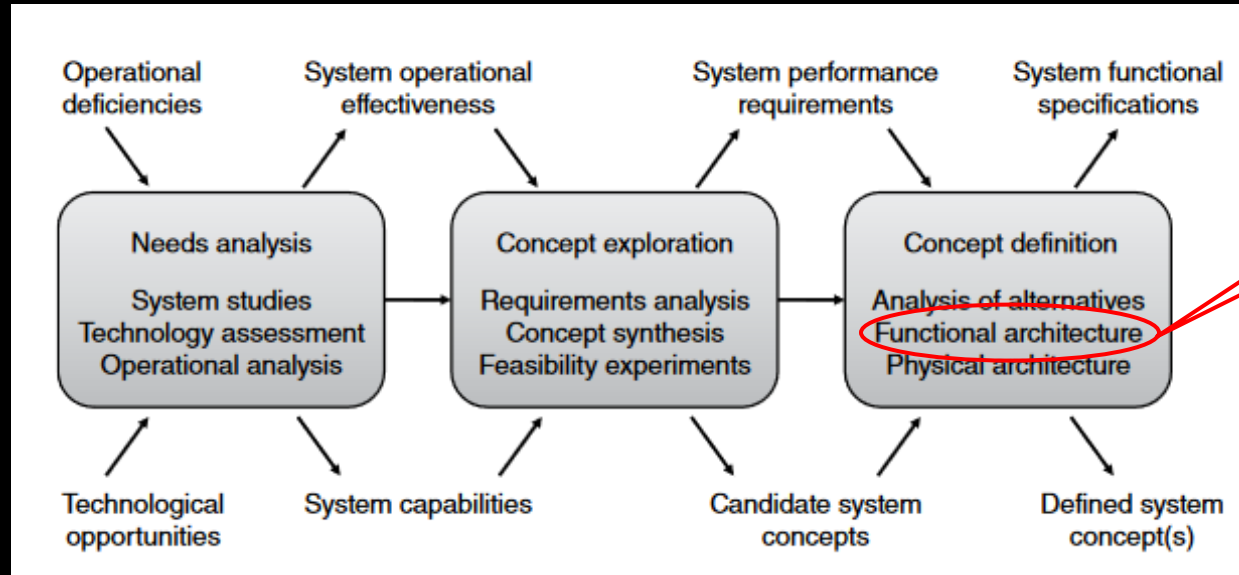 Operational
deficiencies
System operational
effectiveness
System performance
requirements
System functional
specifications
Needs analysis
System studies
Technology assessment
Operational analysis
Concept exploration
Requirements analysis
Concept synthesis
Feasibility experiments
Concept definition
Analysis of alternatives
Functional architecture
Physical architecture
Technological
opportunities
System capabilities
Candidate system
concepts
Defined system
concept(s)